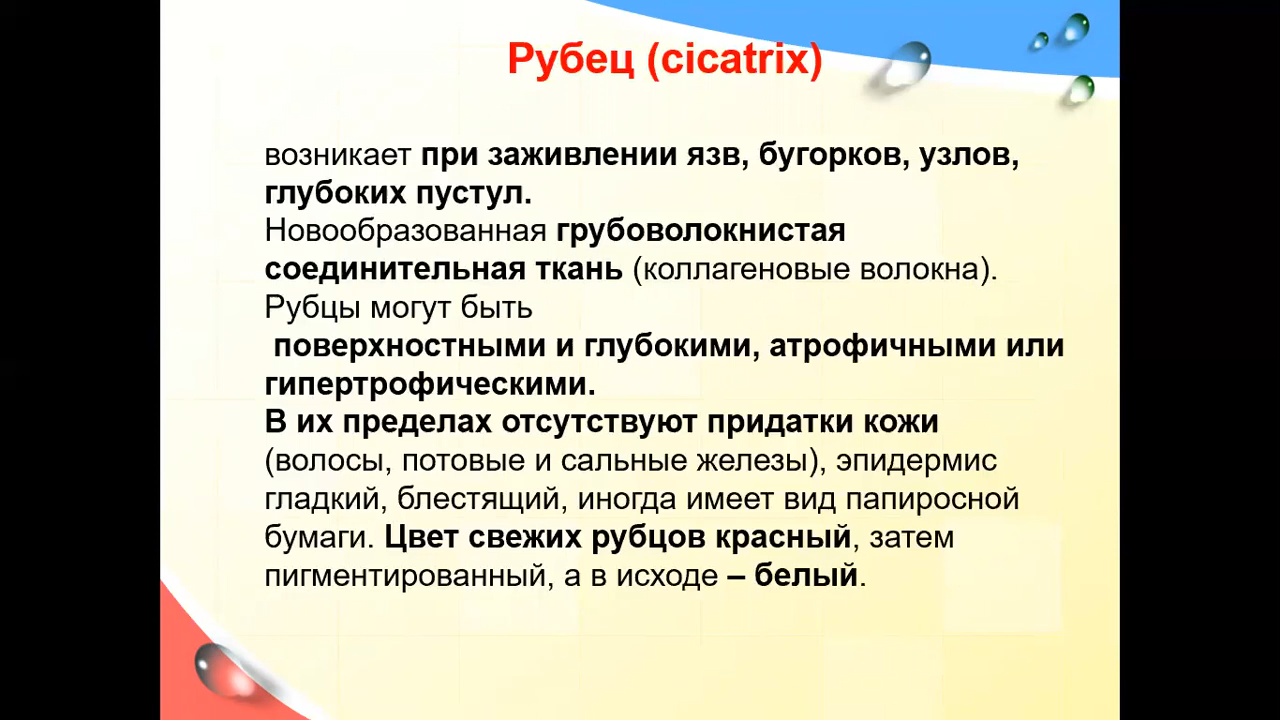 Рубец (cicatrix)
возникает при заживлении язв, бугорков, узлов,
глубоких пустул.
Новообразованная грубоволокнистая
соединительная ткань (коллагеновые волокна).
Рубцы могут быть
поверхностными и глубокими, атрофичными или
гипертрофическими.
В их пределах отсутствуют придатки кожи
(волосы, потовые и сальные железы), эпидермис
гладкий, блестящий, иногда имеет вид папиросной
бумаги. Цвет свежих рубцов красный, затем
пигментированный, а в исходе – белый.